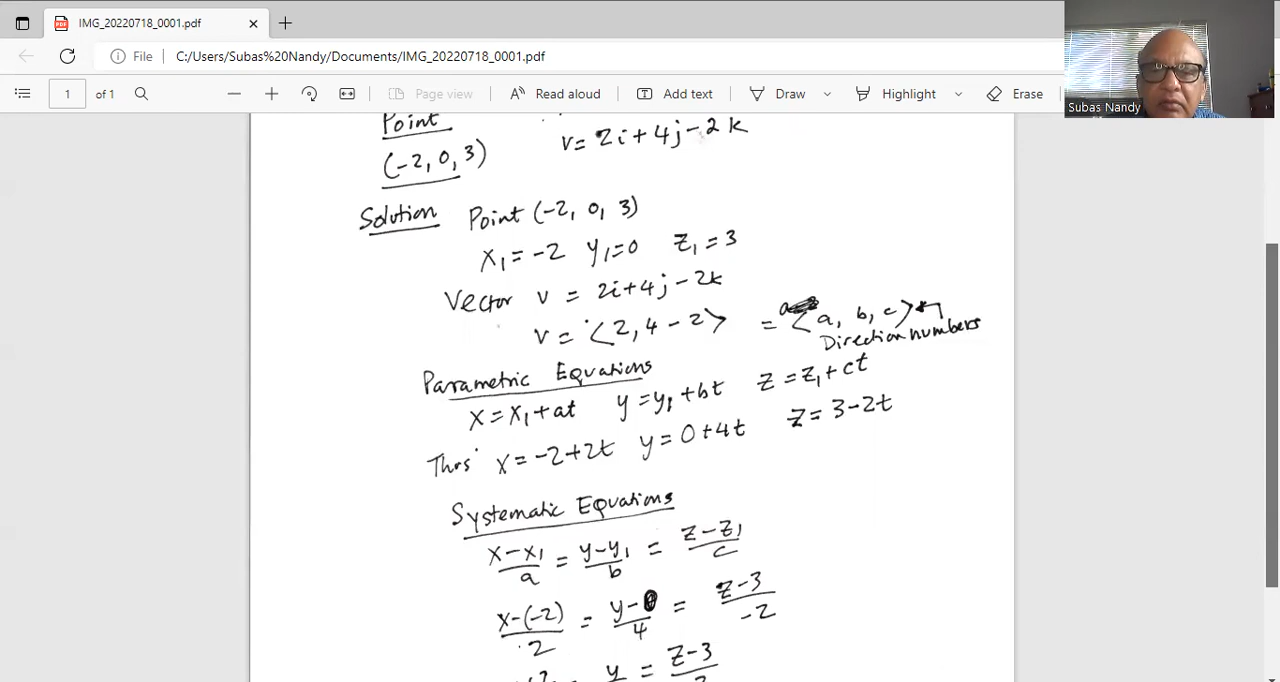 IMG_20220718_0001.pdf
File C:/Users/Subas%20Nandy/Documents/IMG_20220718_0001.pdf
1 of 1 Page view Read aloud Add text Draw Highlight Erase
Subas Nandy
Point
(-2, 0, 3) v = 2i + 4j - 2k
Solution Point (-2, 0, 3)
x₁ = -2 y₁ = 0 z₁ = 3
Vector v = 2i + 4j - 2k
v = ⟨2, 4 - 2⟩ = ⟨a, b, c⟩
Direction numbers
Parametric Equations
x = x₁ + at y = y₁ + bt z = z₁ + ct
Thus x = -2 + 2t y = 0 + 4t z = 3 - 2t
Systematic Equations
x - x₁ / a = y - y₁ / b = z - z₁ / c
x - (-2) / 2 = y - 0 / 4 = z - 3 / -2
= y = z - 3